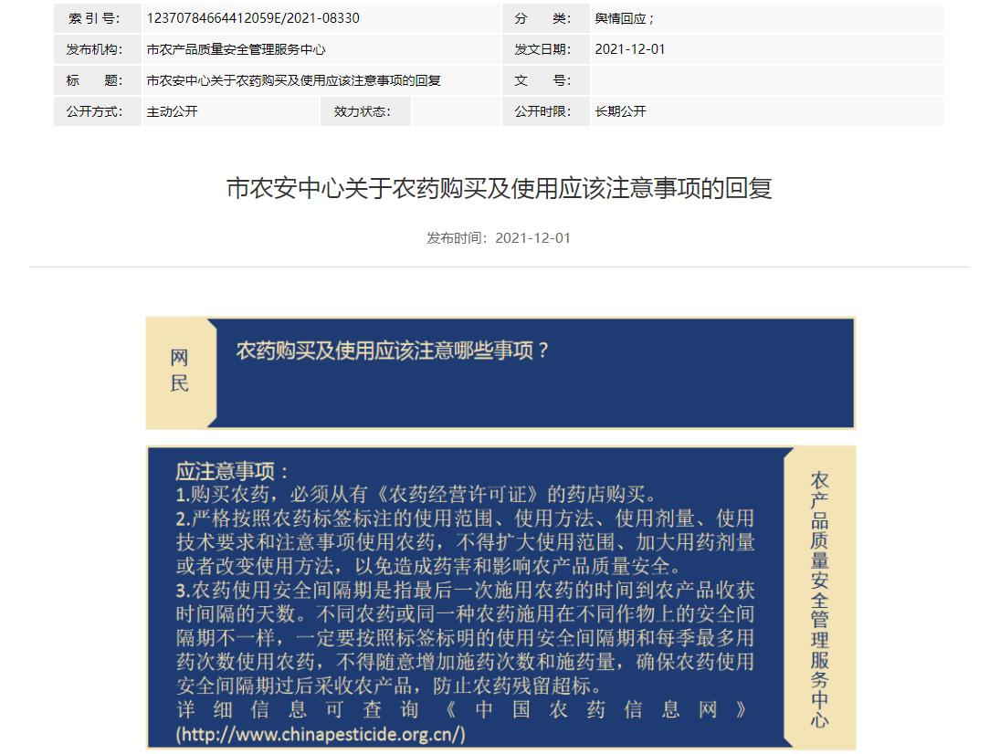 索 引 号: 12370784664412059E/2021-08330 分 类: 舆情回应 ;
发布机构: 市农产品质量安全管理服务中心 发文日期: 2021-12-01
标 题: 市农安中心关于农药购买及使用应该注意事项的回复 文 号:
公开方式: 主动公开 效力状态: 公开时限: 长期公开
市农安中心关于农药购买及使用应该注意事项的回复
发布时间: 2021-12-01
网民
农药购买及使用应该注意哪些事项？
应注意事项：
1.购买农药，必须从有《农药经营许可证》的药店购买。
2.严格按照农药标签标注的使用范围、使用方法、使用剂量、使用
技术要求和注意事项使用农药，不得扩大使用范围、加大用药剂量
或者改变使用方法，以免造成药害和影响农产品质量安全。
3.农药使用安全间隔期是指最后一次施用农药的时间到农产品收获
时间隔的天数。不同农药或同一种农药施用在不同作物上的安全间
隔期不一样，一定要按照标签标明的使用安全间隔期和每季最多用
药次数使用农药，不得随意增加施药次数和施药量，确保农药使用
安全间隔期过后采收农产品，防止农药残留超标。
详细信息可查询《中国农药信息网》
(http://www.chinapesticide.org.cn/)
农产品质量安全管理服务中心